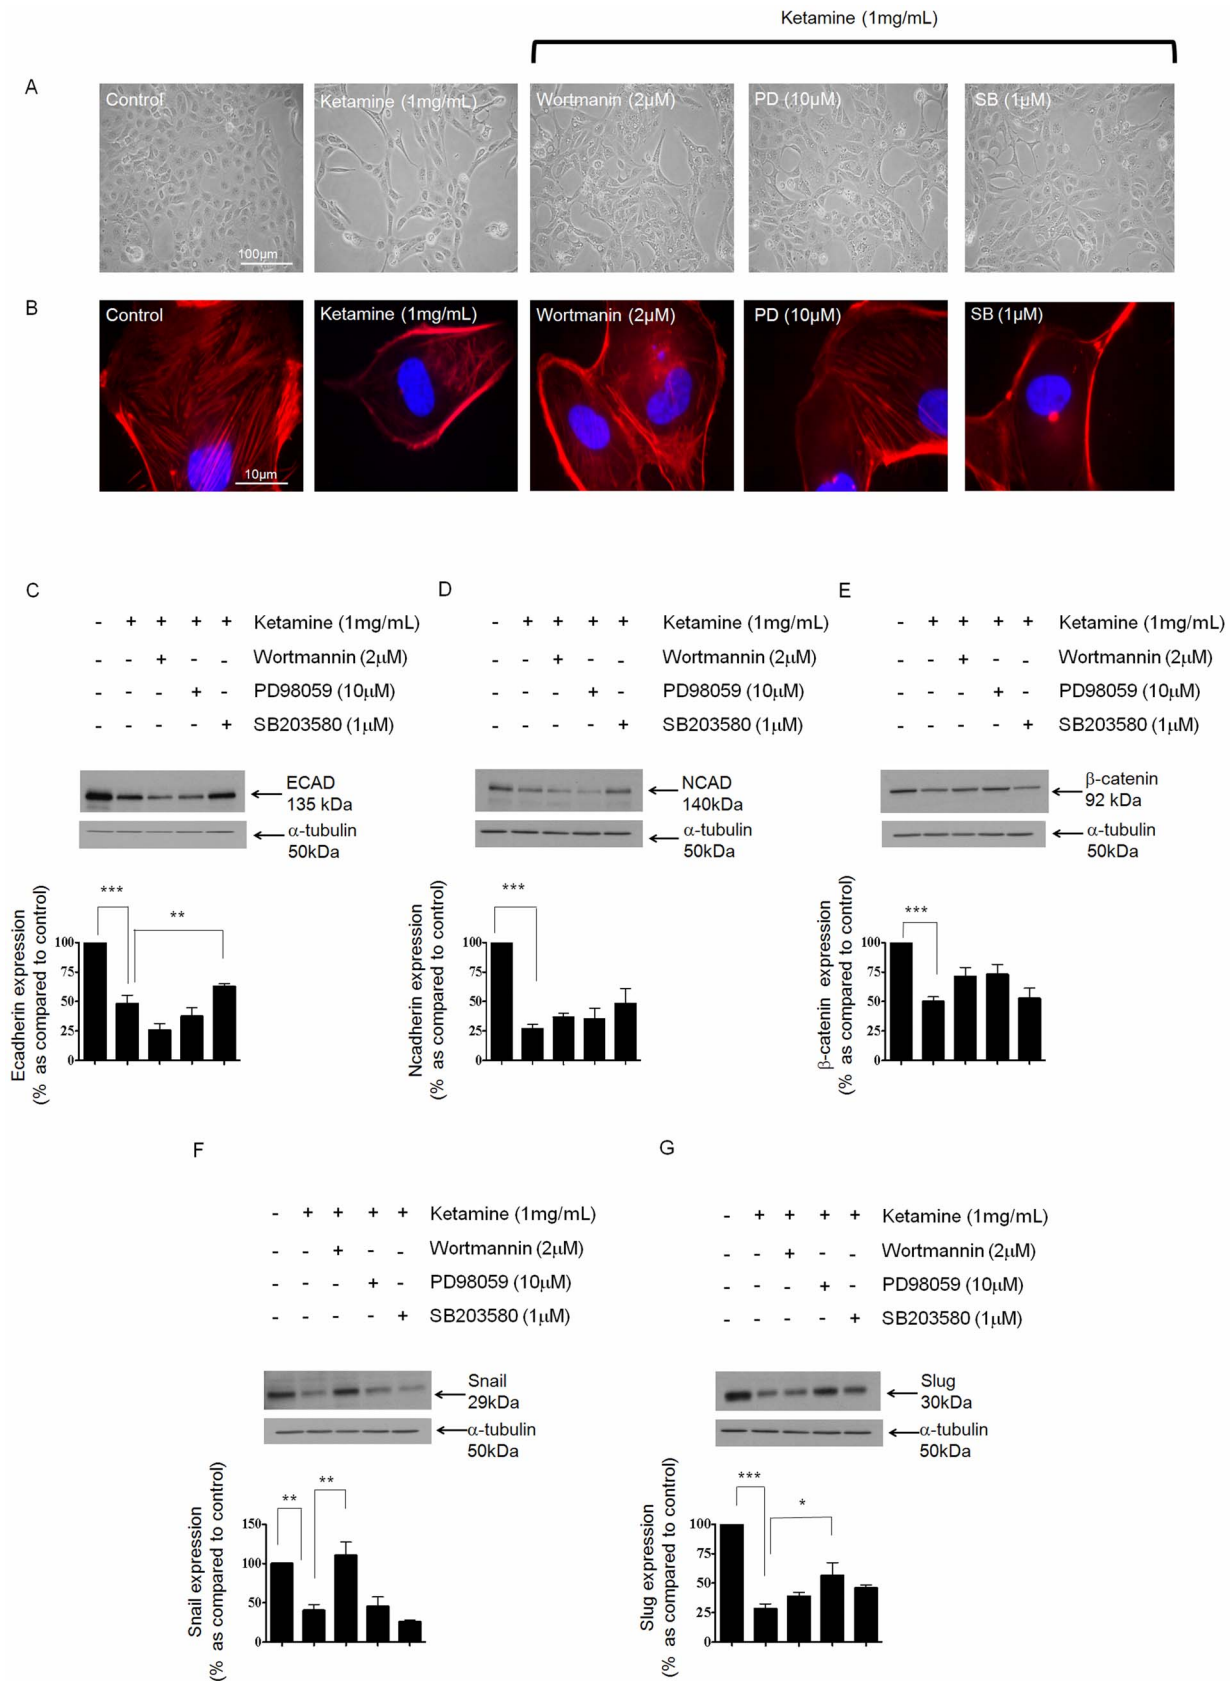 Ketamine (1mg/mL)
A
Control
Ketamine (1mg/mL)
Wortmanin (2µM)
PD (10µM)
SB (1µM)
100µm
B
Control
Ketamine (1mg/mL)
Wortmanin (2µM)
PD (10µM)
SB (1µM)
10µm
C
- + + + + Ketamine (1mg/mL)
- - + - - Wortmannin (2µM)
- - - + - PD98059 (10µM)
- - - - + SB203580 (1µM)
ECAD
135 kDa
α-tubulin
50kDa
Ecadherin expression
(% as compared to control)
***
**
100
75
50
25
0
D
- + + + + Ketamine (1mg/mL)
- - + - - Wortmannin (2µM)
- - - + - PD98059 (10µM)
- - - - + SB203580 (1µM)
NCAD
140kDa
α-tubulin
50kDa
Ncadherin expression
(% as compared to control)
***
100
75
50
25
0
E
- + + + + Ketamine (1mg/mL)
- - + - - Wortmannin (2µM)
- - - + - PD98059 (10µM)
- - - - + SB203580 (1µM)
β-catenin
92 kDa
α-tubulin
50kDa
β-catenin expression
(% as compared to control)
***
100
75
50
25
0
F
- + + + + Ketamine (1mg/mL)
- - + - - Wortmannin (2µM)
- - - + - PD98059 (10µM)
- - - - + SB203580 (1µM)
Snail
29kDa
α-tubulin
50kDa
Snail expression
(% as compared to control)
**
**
150
100
50
0
G
- + + + + Ketamine (1mg/mL)
- - + - - Wortmannin (2µM)
- - - + - PD98059 (10µM)
- - - - + SB203580 (1µM)
Slug
30kDa
α-tubulin
50kDa
Slug expression
(% as compared to control)
***
*
100
75
50
25
0